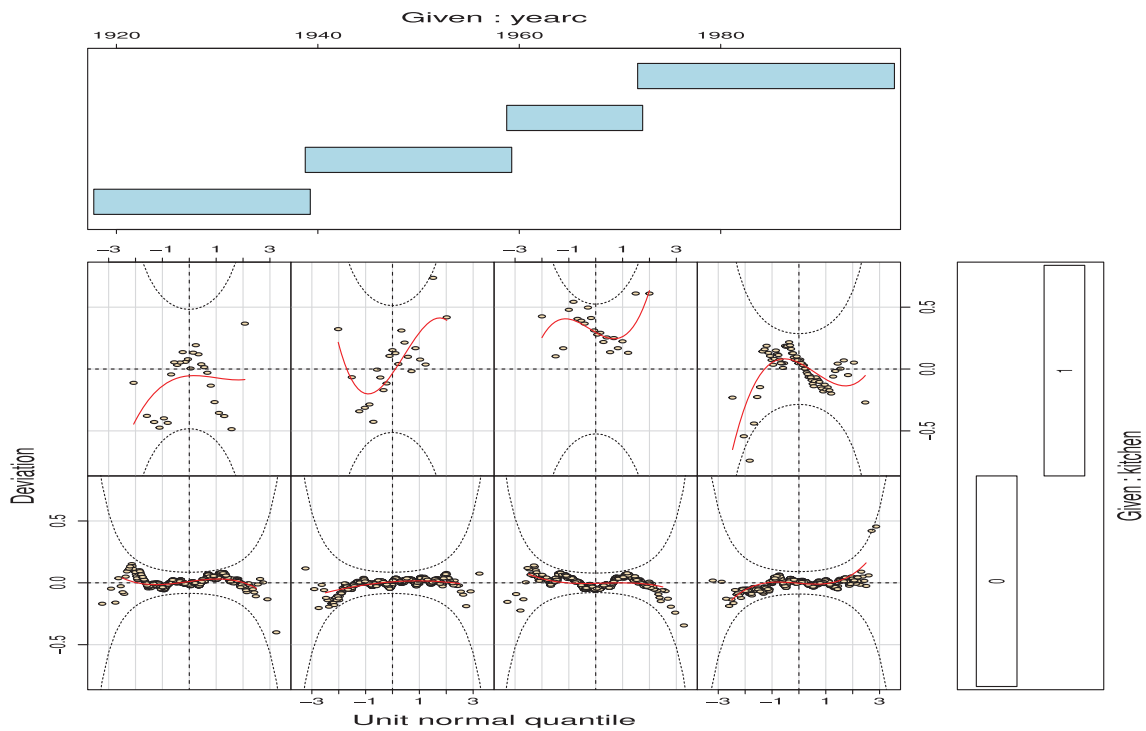 Given : yearc
1920 1940 1960 1980
−3 −1 1 3 −3 −1 1 3
0.5
0.0
−0.5
0.5
0.0
−0.5
−3 −1 1 3 −3 −1 1 3
Deviation
Unit normal quantile
0
1
Given : kitchen